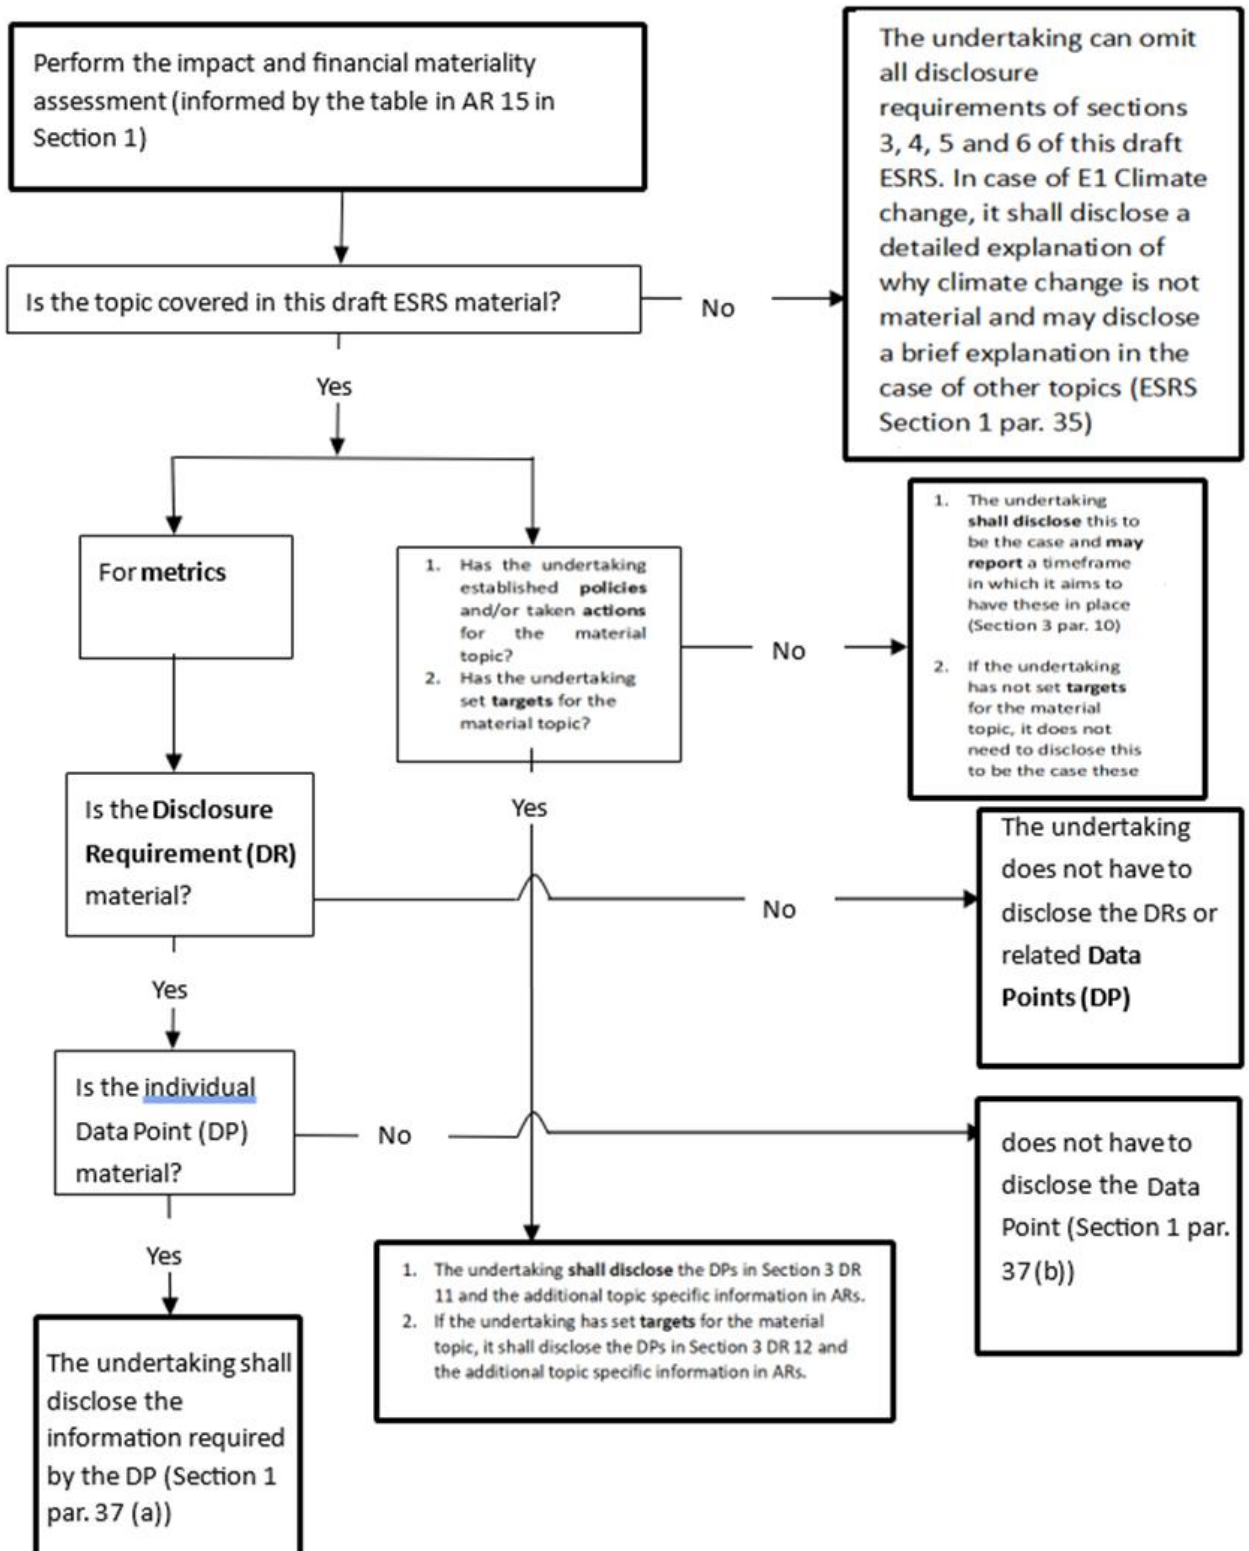 Perform the impact and financial materiality
assessment (informed by the table in AR 15 in
Section 1)
The undertaking can omit
all disclosure
requirements of sections
3, 4, 5 and 6 of this draft
ESRS. In case of E1 Climate
change, it shall disclose a
detailed explanation of
why climate change is not
material and may disclose
a brief explanation in the
case of other topics (ESRS
Section 1 par. 35)
Is the topic covered in this draft ESRS material?
No
Yes
For metrics
1. Has the undertaking
established policies
and/or taken actions
for the material
topic?
2. Has the undertaking
set targets for the
material topic?
No
1. The undertaking
shall disclose this to
be the case and may
report a timeframe
in which it aims to
have these in place
(Section 3 par. 10)
2. If the undertaking
has not set targets
for the material
topic, it does not
need to disclose this
to be the case these
Yes
Is the Disclosure
Requirement (DR)
material?
No
The undertaking
does not have to
disclose the DRs or
related Data
Points (DP)
Yes
Is the individual
Data Point (DP)
material?
No
does not have to
disclose the Data
Point (Section 1 par.
37 (b))
Yes
1. The undertaking shall disclose the DPs in Section 3 DR
11 and the additional topic specific information in ARs.
2. If the undertaking has set targets for the material
topic, it shall disclose the DPs in Section 3 DR 12 and
the additional topic specific information in ARs.
The undertaking shall
disclose the
information required
by the DP (Section 1
par. 37 (a))